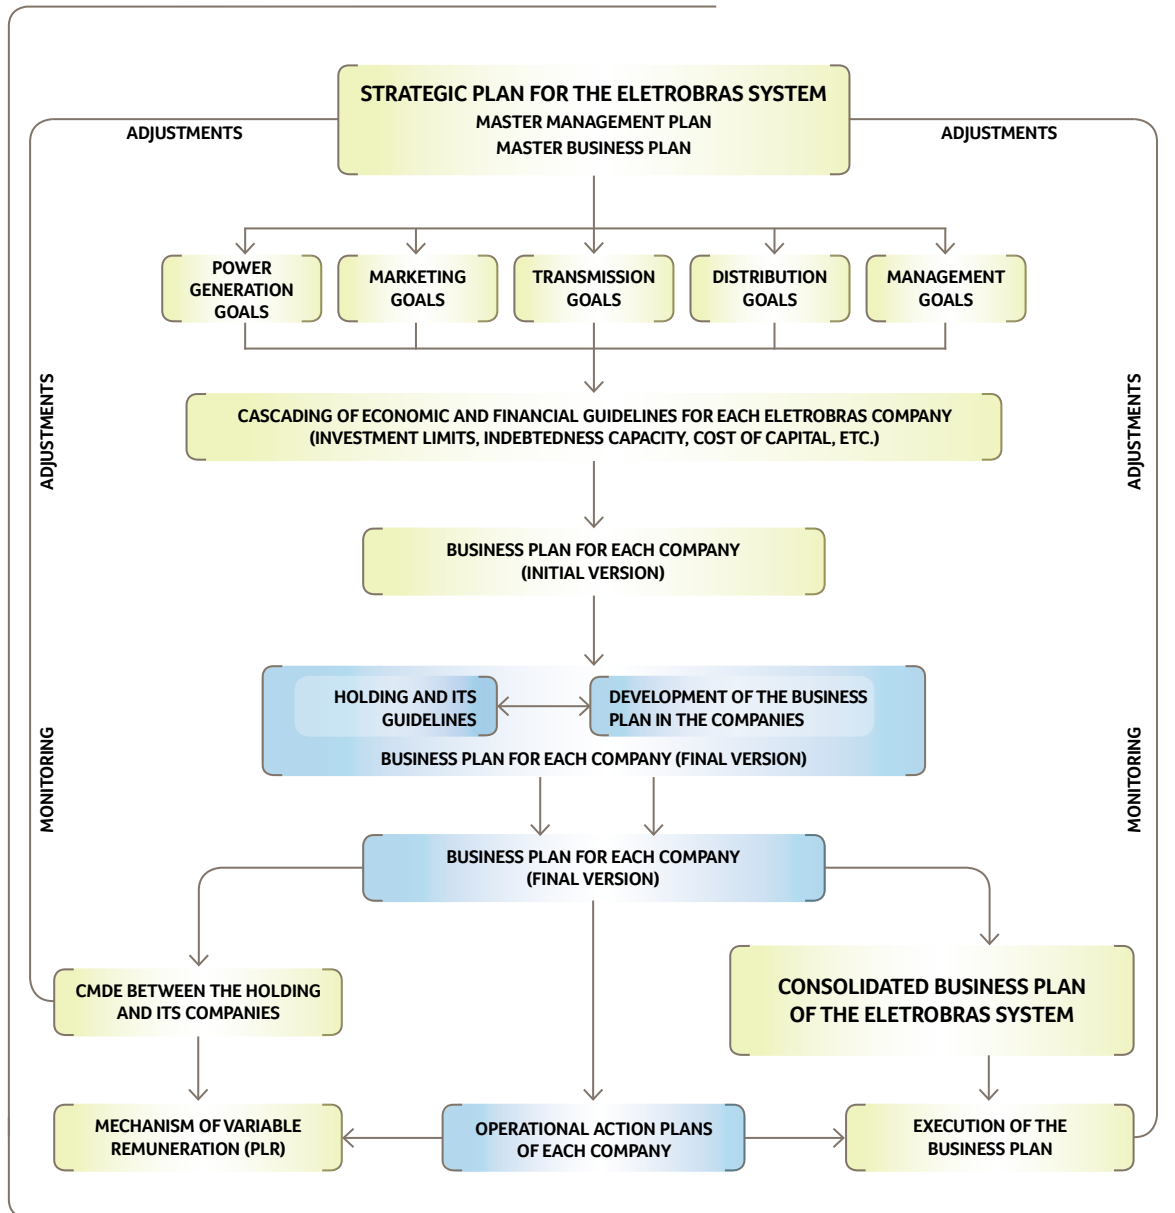 STRATEGIC PLAN FOR THE ELETROBRAS SYSTEM
MASTER MANAGEMENT PLAN
MASTER BUSINESS PLAN
ADJUSTMENTS
ADJUSTMENTS
POWER
GENERATION
GOALS
MARKETING
GOALS
TRANSMISSION
GOALS
DISTRIBUTION
GOALS
MANAGEMENT
GOALS
ADJUSTMENTS
ADJUSTMENTS
CASCADING OF ECONOMIC AND FINANCIAL GUIDELINES FOR EACH ELETROBRAS COMPANY
(INVESTMENT LIMITS, INDEBTEDNESS CAPACITY, COST OF CAPITAL, ETC.)
BUSINESS PLAN FOR EACH COMPANY
(INITIAL VERSION)
HOLDING AND ITS
GUIDELINES
DEVELOPMENT OF THE BUSINESS
PLAN IN THE COMPANIES
BUSINESS PLAN FOR EACH COMPANY (FINAL VERSION)
MONITORING
MONITORING
BUSINESS PLAN FOR EACH COMPANY
(FINAL VERSION)
CMDE BETWEEN THE HOLDING
AND ITS COMPANIES
CONSOLIDATED BUSINESS PLAN
OF THE ELETROBRAS SYSTEM
MECHANISM OF VARIABLE
REMUNERATION (PLR)
OPERATIONAL ACTION PLANS
OF EACH COMPANY
EXECUTION OF THE
BUSINESS PLAN